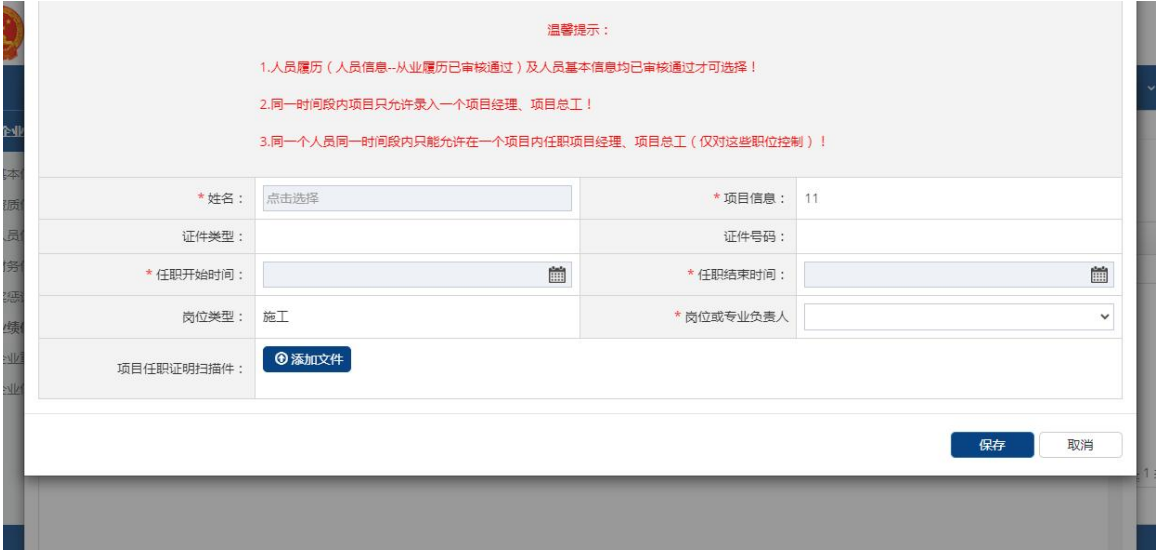 温馨提示：
1.人员履历（人员信息--从业履历已审核通过）及人员基本信息均已审核通过才可选择！
2.同一时间段内项目只允许录入一个项目经理、项目总工！
3.同一个人员同一时间段内只能允许在一个项目内任职项目经理、项目总工（仅对这些职位控制）！
*姓名： 点击选择 *项目信息： 11
证件类型： 证件号码：
*任职开始时间： *任职结束时间：
岗位类型： 施工 *岗位或专业负责人
项目任职证明扫描件： 添加文件
保存 取消